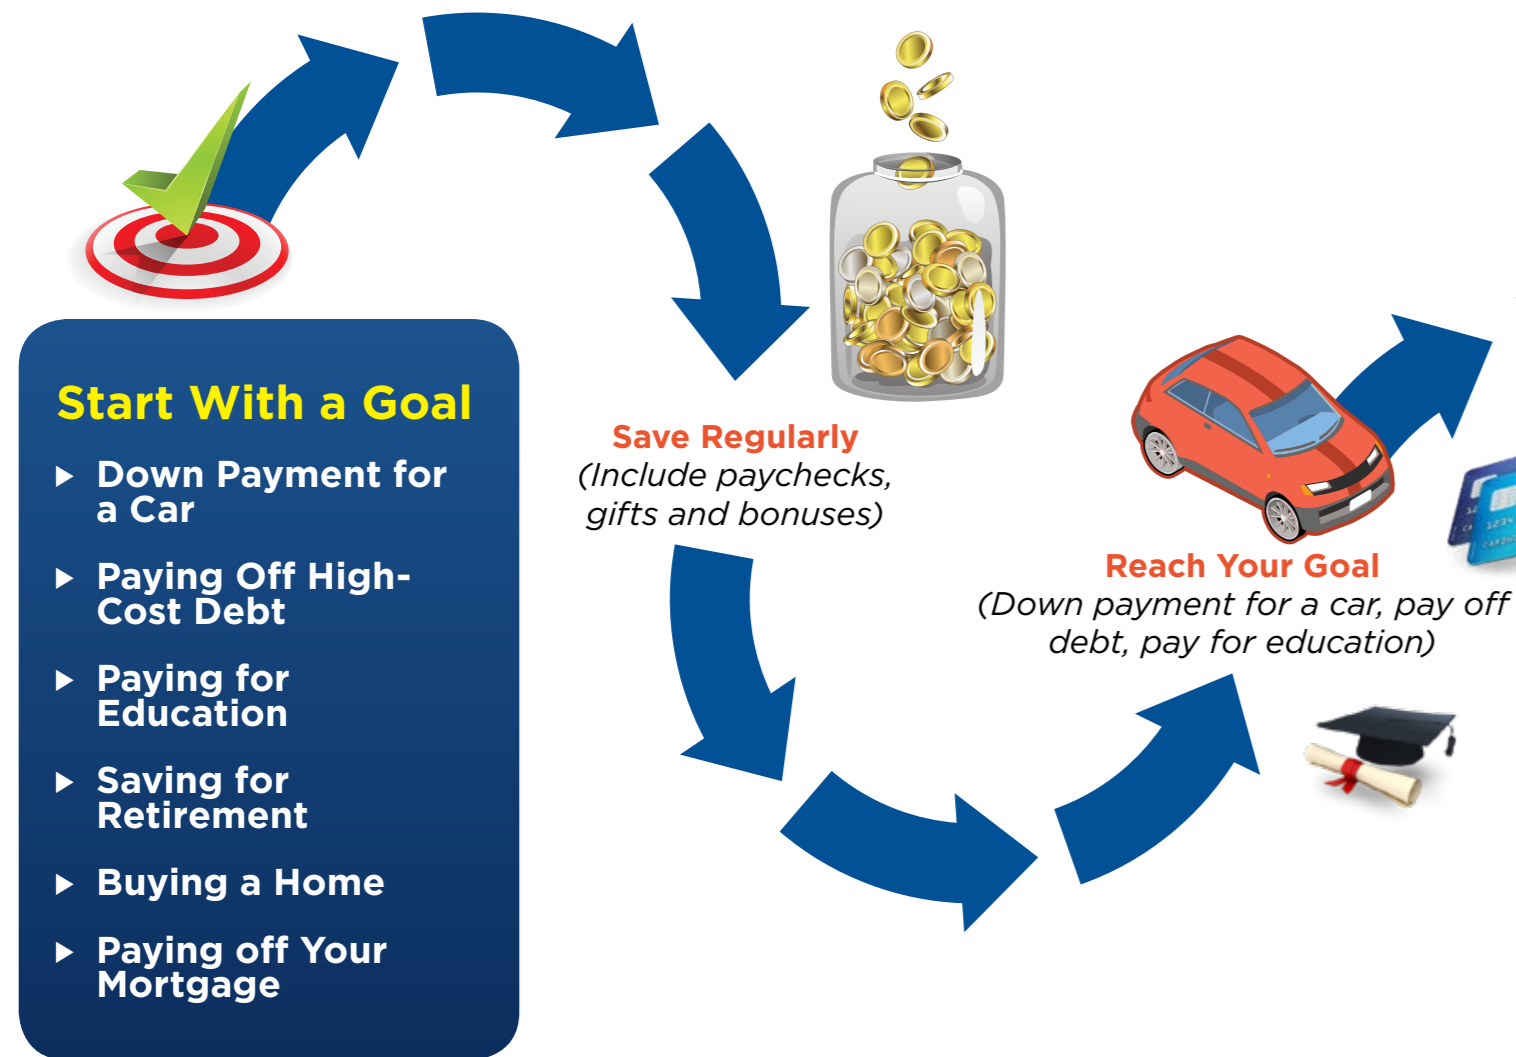 Start With a Goal
Down Payment for
a Car
Paying Off High-
Cost Debt
Paying for
Education
Saving for
Retirement
Buying a Home
Paying off Your
Mortgage
Save Regularly
(Include paychecks,
gifts and bonuses)
Reach Your Goal
(Down payment for a car, pay off
debt, pay for education)